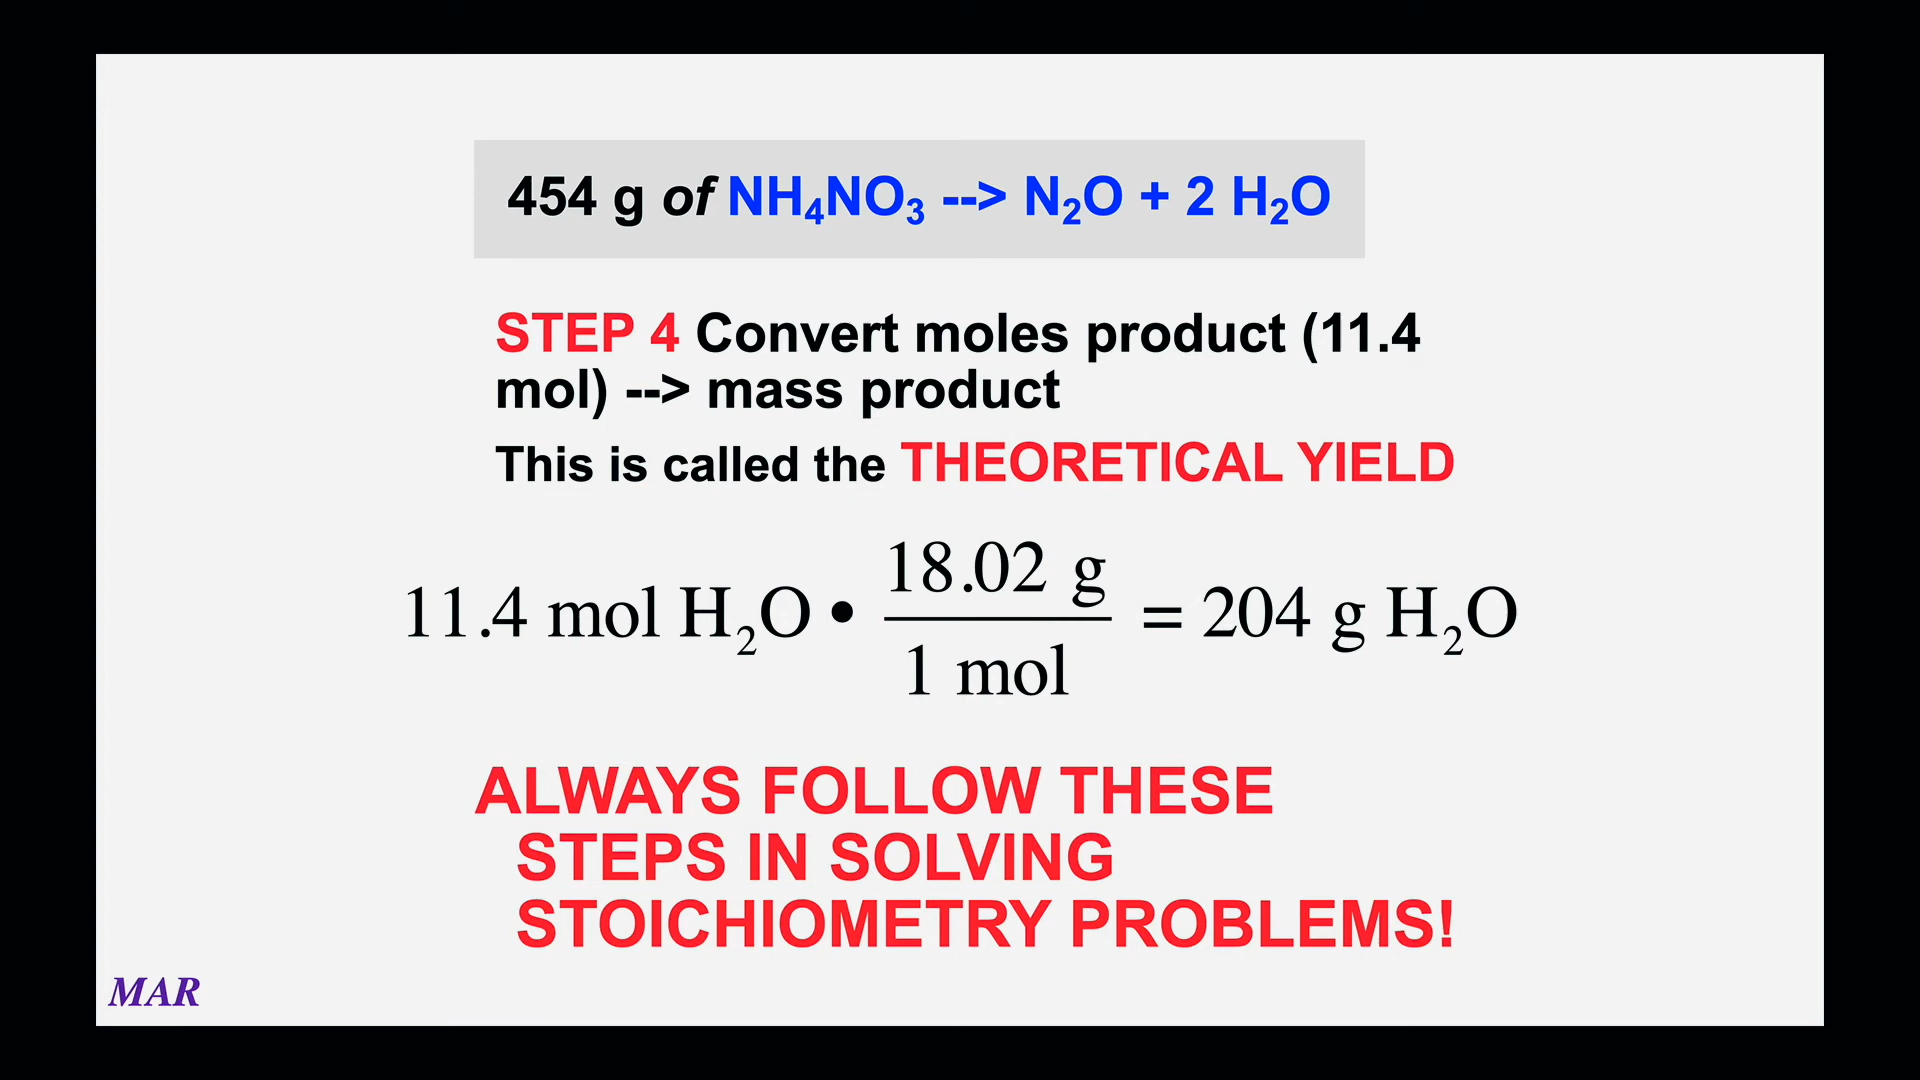 454 g of NH₄NO₃ --> N₂O + 2 H₂O
STEP 4 Convert moles product (11.4
mol) --> mass product
This is called the THEORETICAL YIELD
11.4 mol H₂O • 18.02 g / 1 mol = 204 g H₂O
ALWAYS FOLLOW THESE
STEPS IN SOLVING
STOICHIOMETRY PROBLEMS!
MAR